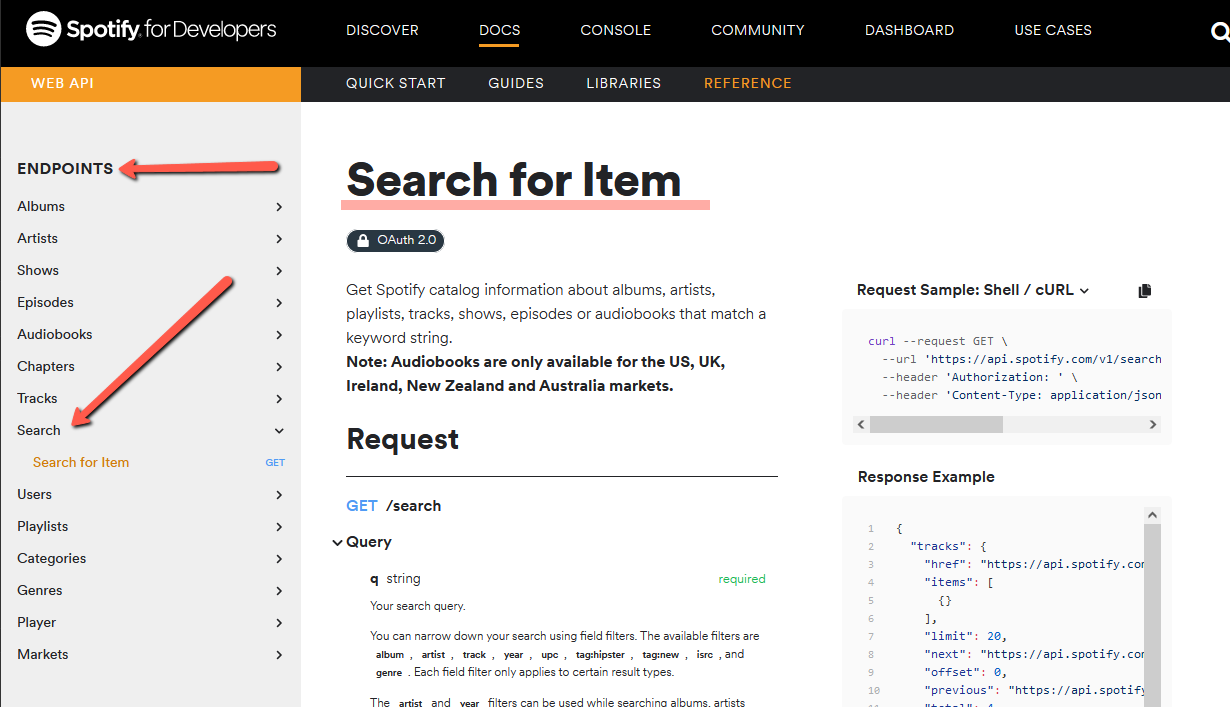 Spotify for Developers
DISCOVER
DOCS
CONSOLE
COMMUNITY
DASHBOARD
USE CASES
WEB API
QUICK START
GUIDES
LIBRARIES
REFERENCE
ENDPOINTS
Albums
Artists
Shows
Episodes
Audiobooks
Chapters
Tracks
Search
Search for Item GET
Users
Playlists
Categories
Genres
Player
Markets
Search for Item
OAuth 2.0
Get Spotify catalog information about albums, artists,
playlists, tracks, shows, episodes or audiobooks that match a
keyword string.
Note: Audiobooks are only available for the US, UK,
Ireland, New Zealand and Australia markets.
Request
GET /search
Query
q string required
Your search query.
You can narrow down your search using field filters. The available filters are
album , artist , track , year , upc , tag:hipster , tag:new , isrc , and
genre . Each field filter only applies to certain result types.
The artist and year filters can be used while searching albums, artists
Request Sample: Shell / cURL
curl --request GET \
--url 'https://api.spotify.com/v1/search
--header 'Authorization: ' \
--header 'Content-Type: application/json
Response Example
1 {
2 "tracks": {
3 "href": "https://api.spotify.com
4 "items": [
5 {}
6 ],
7 "limit": 20,
8 "next": "https://api.spotify.com
9 "offset": 0,
10 "previous": "https://api.spotify